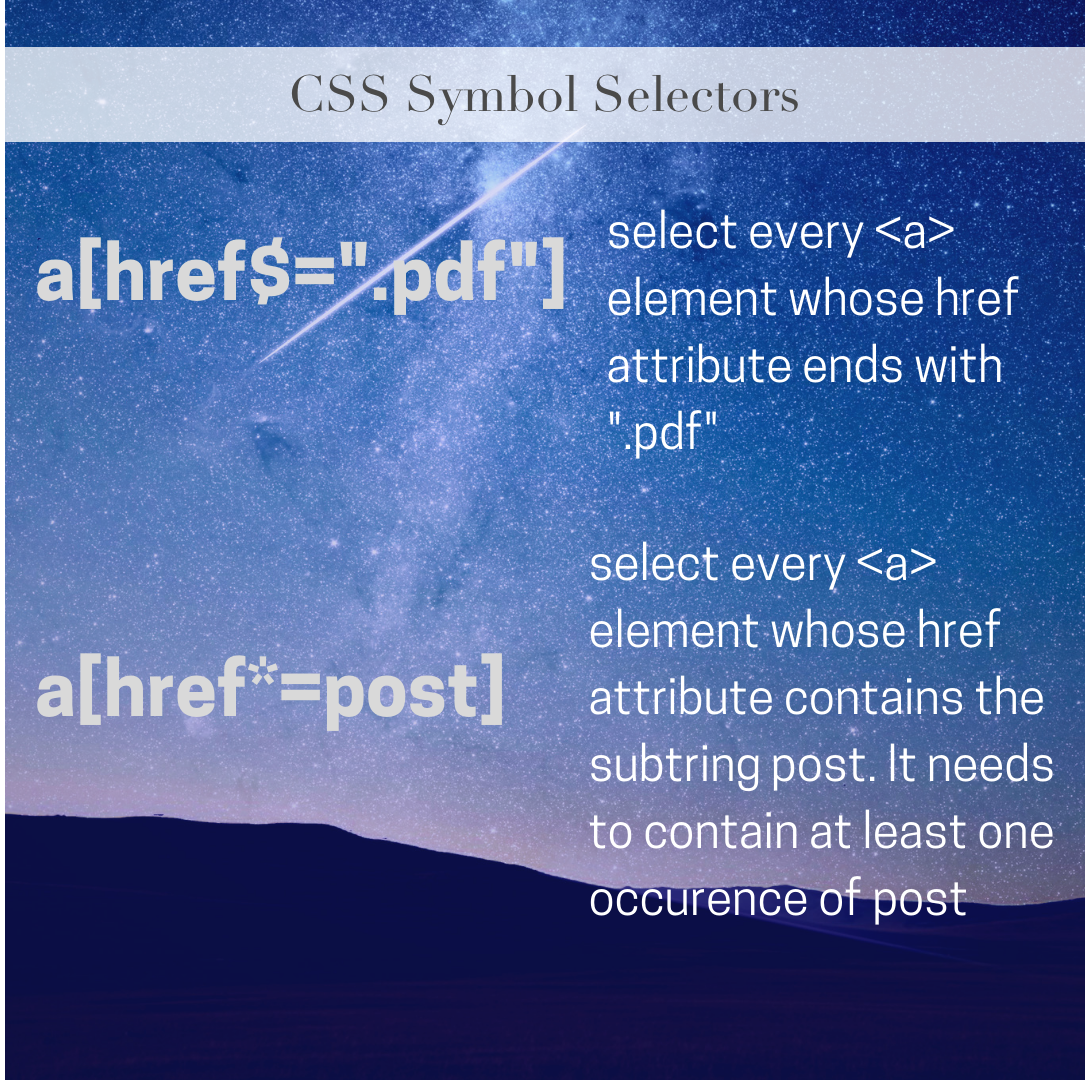 CSS Symbol Selectors
a[href$=".pdf"]
select every <a>
element whose href
attribute ends with
".pdf"
a[href*=post]
select every <a>
element whose href
attribute contains the
subtring post. It needs
to contain at least one
occurence of post